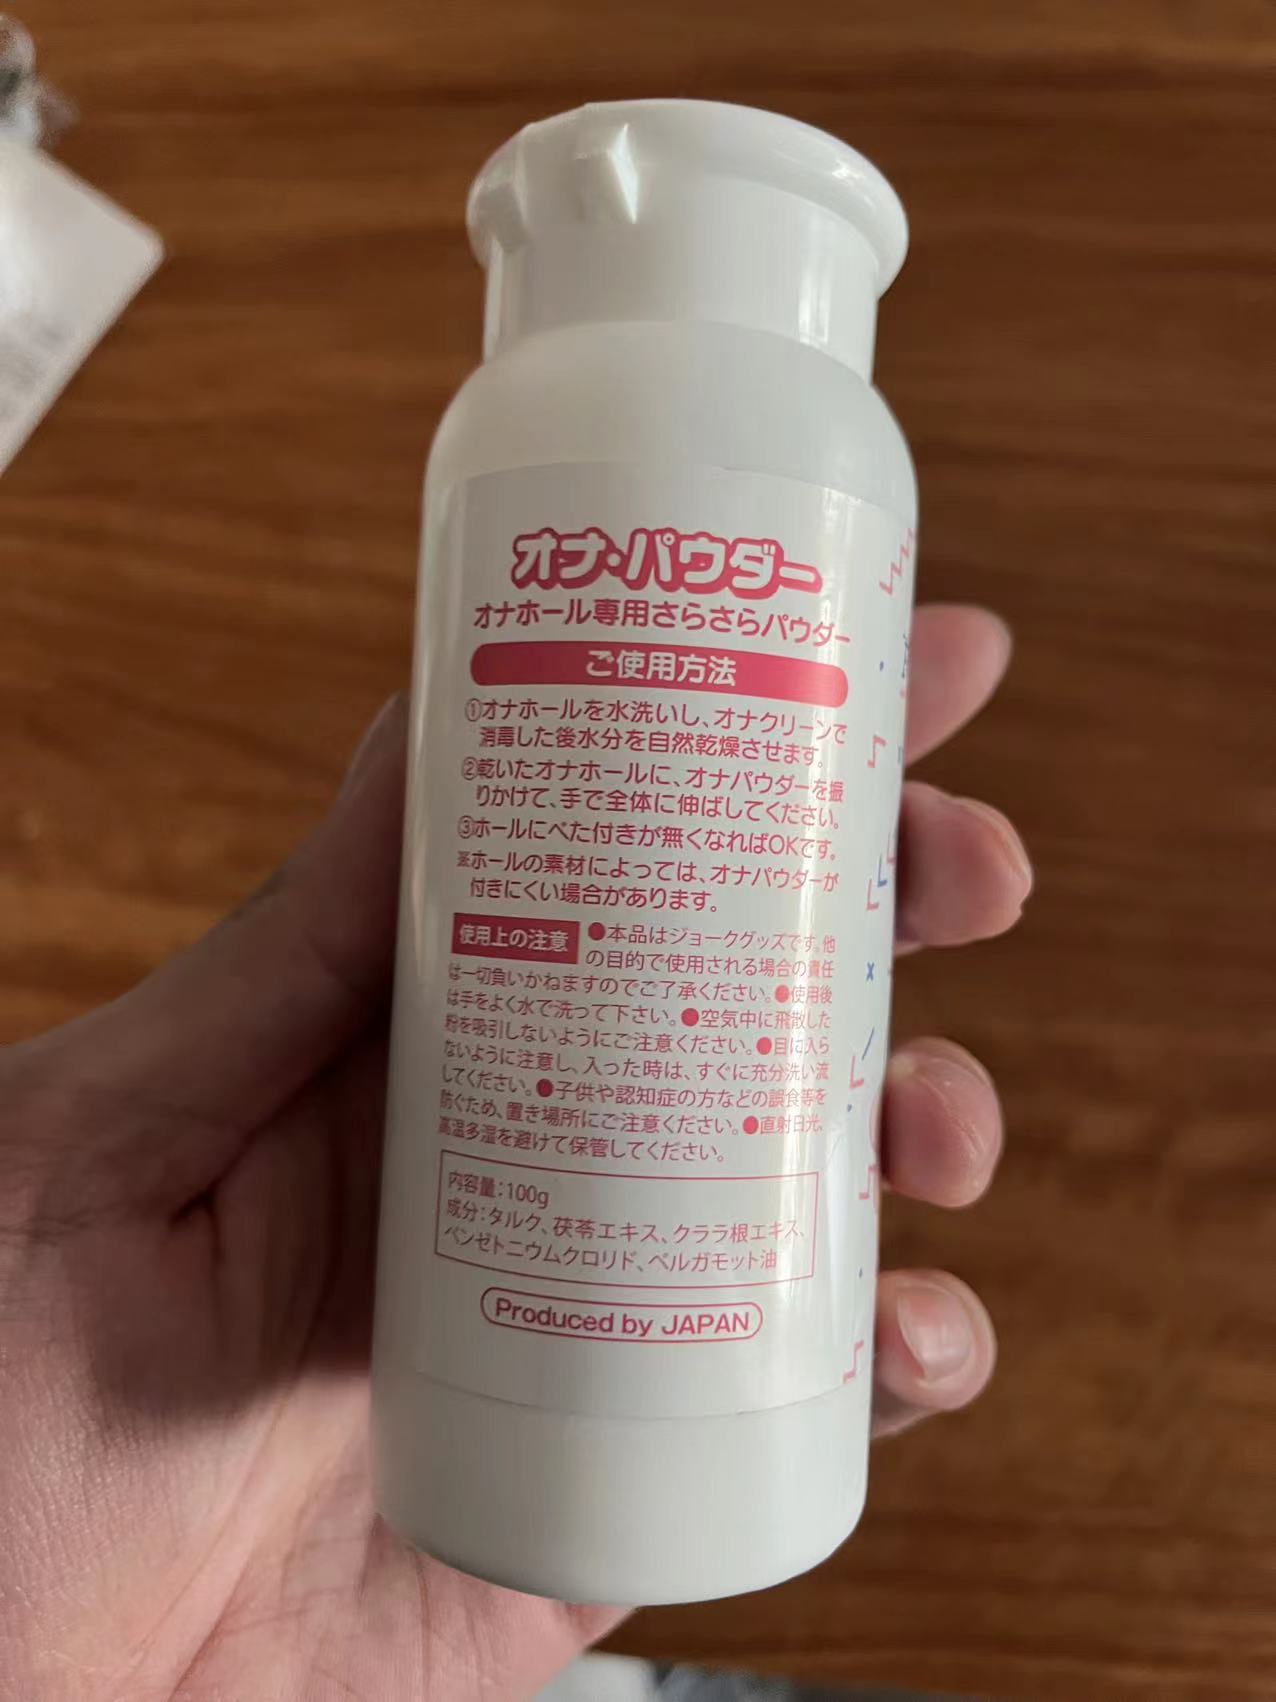 オナ・パウダー
オナホール専用さらさらパウダー
ご使用方法
①オナホールを水洗いし、オナクリーンで
消毒した後水分を自然乾燥させます。
②乾いたオナホールに、オナパウダーを振
りかけて、手で全体に伸ばしてください。
③ホールにべた付きが無くなればOKです。
※ホールの素材によっては、オナパウダーが
付きにくい場合があります。
使用上の注意 ●本品はジョークグッズです。他
の目的で使用される場合の責任
は一切負いかねますのでご了承ください。●使用後
は手をよく水で洗って下さい。●空気中に飛散した
粉を吸引しないようにご注意ください。●目に入ら
ないように注意し、入った時は、すぐに充分洗い流
してください。●子供や認知症の方などの誤食等を
防ぐため、置き場所にご注意ください。●直射日光、
高温多湿を避けて保管してください。
内容量:100g
成分:タルク、茯苓エキス、クララ根エキス、
ベンゼトニウムクロリド、ベルガモット油
Produced by JAPAN